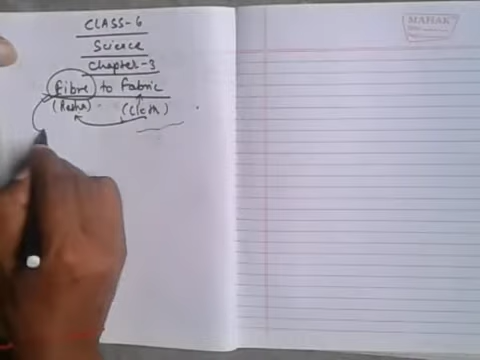 CLASS-6
Science
Chapter-3
Fibre to Fabric
(Resha) (Cloth)
MAHAK